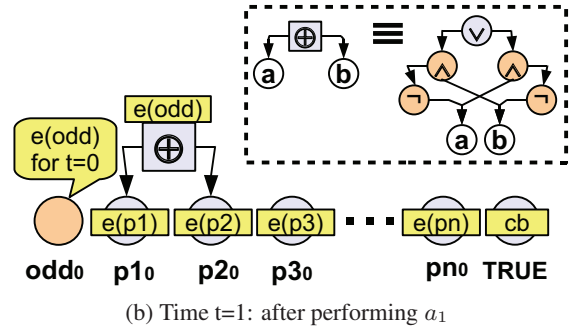 ⊕ ≡ ∨
∧ ∧
a b
¬ ¬
a b
e(odd)
e(odd)
for t=0
⊕
e(p1) e(p2) e(p3) ... e(pn) cb
odd0 p10 p20 p30 pn0 TRUE
(b) Time t=1: after performing a1